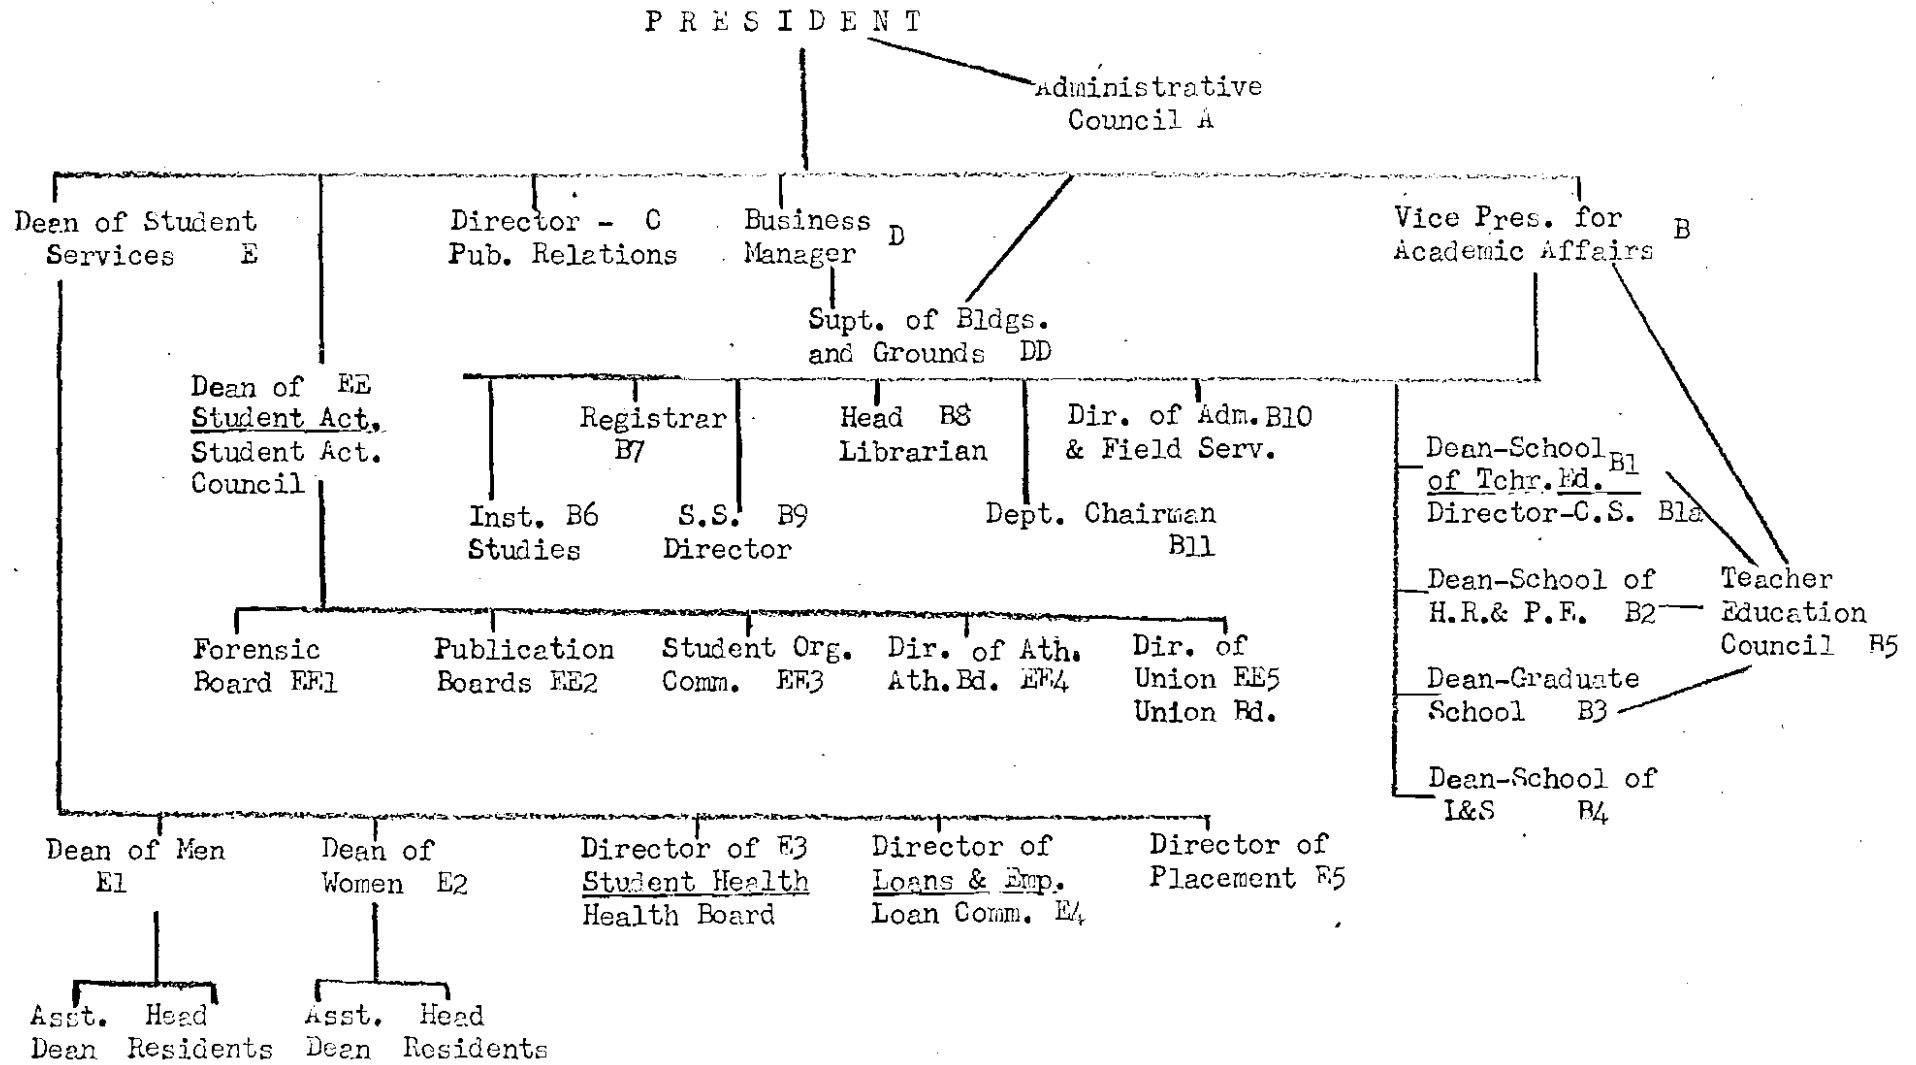 PRESIDENT
Administrative
Council A
Dean of Student
Services E
Director - C
Pub. Relations
Business
Manager D
Vice Pres. for
Academic Affairs B
Supt. of Bldgs.
and Grounds DD
Dean of EE
Student Act.
Student Act.
Council
Registrar
B7
Head B8
Librarian
Dir. of Adm. B10
& Field Serv.
Inst. B6
Studies
S.S. B9
Director
Dept. Chairman
B11
Dean-School
of Tchr. Ed. B1
Director-C.S. B1a
Dean-School of
H.R.& P.E. B2
Teacher
Education
Council B5
Dean-Graduate
School B3
Dean-School of
L&S B4
Forensic
Board EE1
Publication
Boards EE2
Student Org.
Comm. EE3
Dir. of Ath.
Ath.Bd. EE4
Dir. of
Union EE5
Union Bd.
Dean of Men
E1
Dean of
Women E2
Director of E3
Student Health
Health Board
Director of
Loans & Emp.
Loan Comm. E4
Director of
Placement E5
Asst.
Dean
Head
Residents
Asst.
Dean
Head
Residents